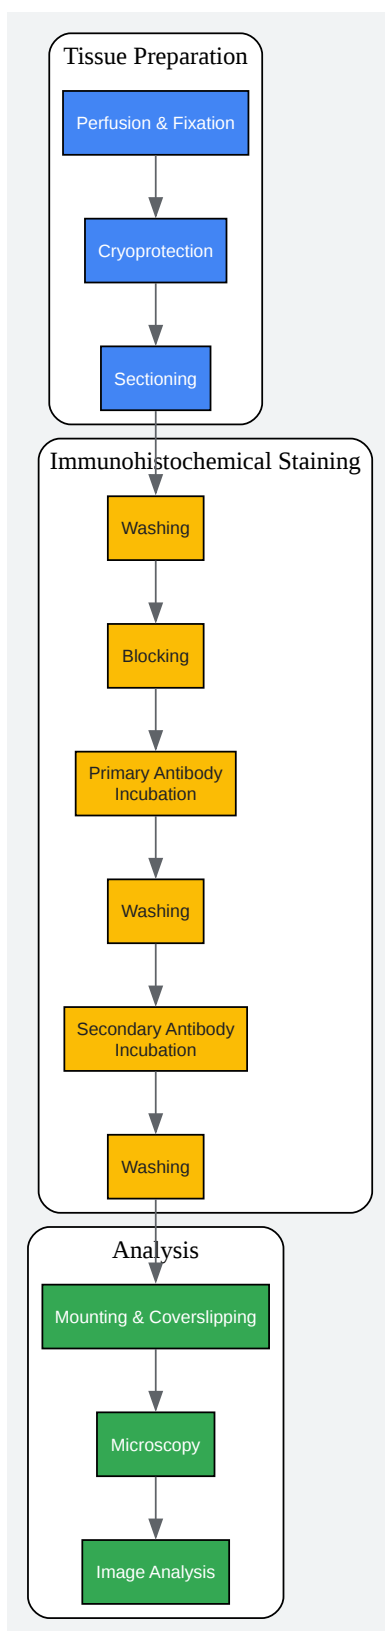 Tissue Preparation
Perfusion & Fixation
Cryoprotection
Sectioning
Immunohistochemical Staining
Washing
Blocking
Primary Antibody
Incubation
Washing
Secondary Antibody
Incubation
Washing
Analysis
Mounting & Coverslipping
Microscopy
Image Analysis